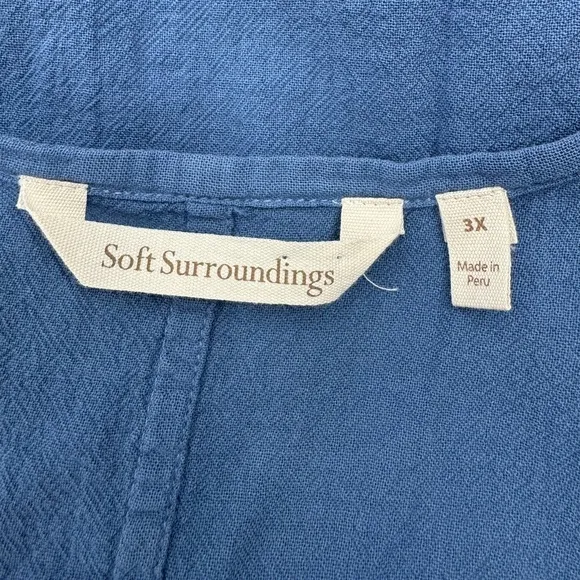 Soft Surroundings
3X
Made in
Peru